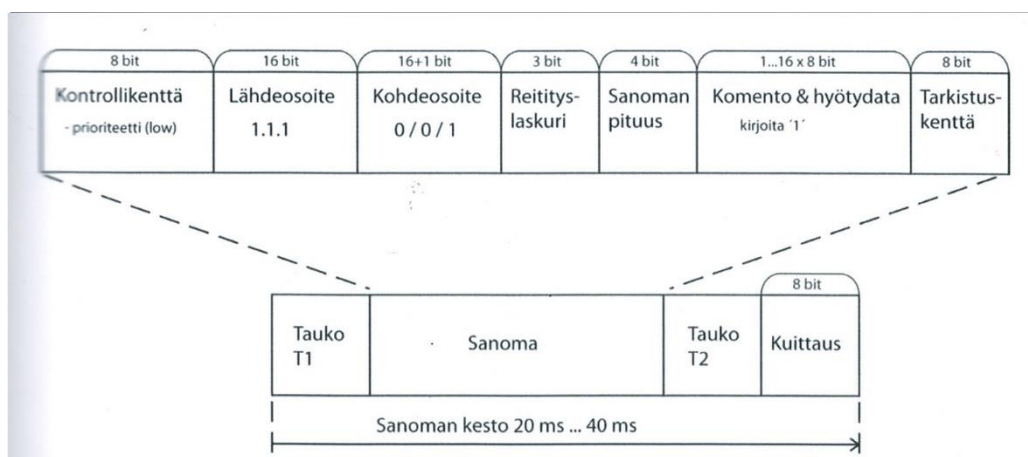 8 bit
16 bit
16+1 bit
3 bit
4 bit
1...16 x 8 bit
8 bit
Kontrollikenttä
- prioriteetti (low)
Lähdeosoite
1.1.1
Kohdeosoite
0 / 0 / 1
Reititys-
laskuri
Sanoman
pituus
Komento & hyötydata
kirjoita ´1´
Tarkistus-
kenttä
8 bit
Tauko
T1
Sanoma
Tauko
T2
Kuittaus
Sanoman kesto 20 ms ... 40 ms